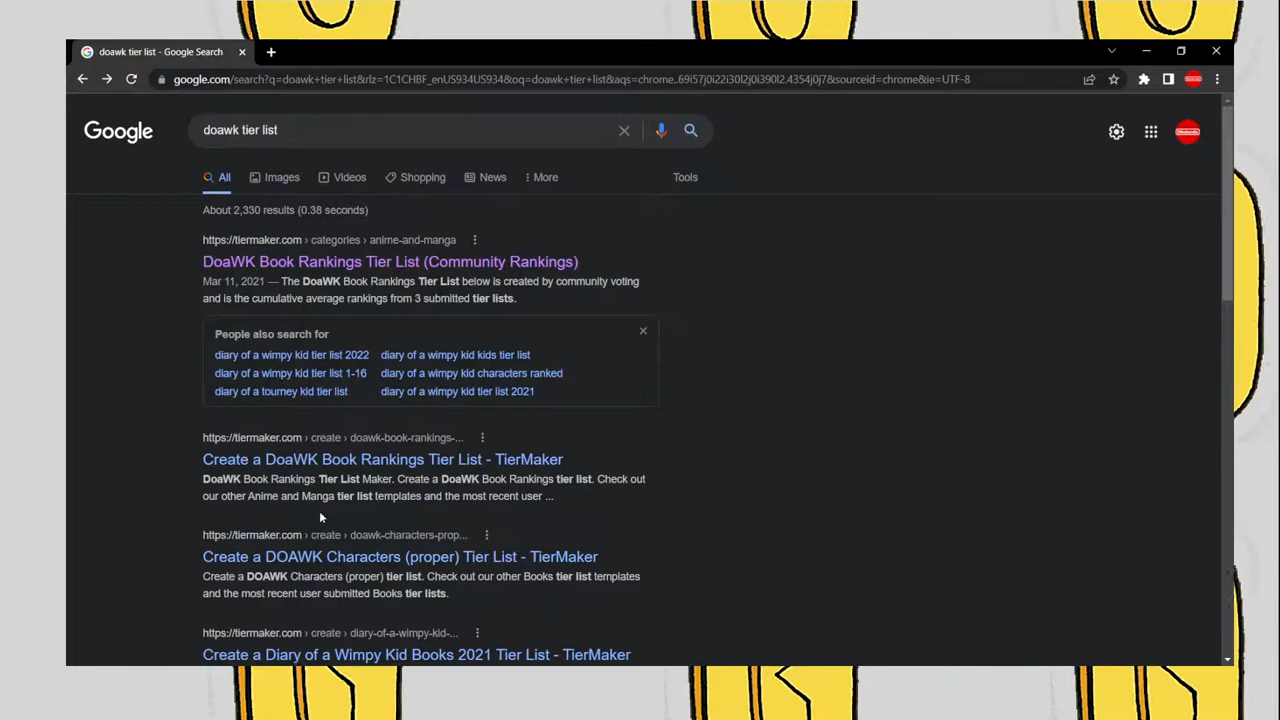 doawk tier list - Google Search
google.com/search?q=doawk+tier+list&rlz=1C1CHBF_enUS934US934&oq=doawk+tier+list&aqs=chrome..69i57j0i22i30l2j0i390l2.4354j0j7&sourceid=chrome&ie=UTF-8
Google
doawk tier list
Nintendo
All Images Videos Shopping News More Tools
About 2,330 results (0.38 seconds)
https://tiermaker.com › categories › anime-and-manga
DoaWK Book Rankings Tier List (Community Rankings)
Mar 11, 2021 — The DoaWK Book Rankings Tier List below is created by community voting
and is the cumulative average rankings from 3 submitted tier lists.
People also search for
diary of a wimpy kid tier list 2022 diary of a wimpy kid kids tier list
diary of a wimpy kid tier list 1-16 diary of a wimpy kid characters ranked
diary of a tourney kid tier list diary of a wimpy kid tier list 2021
https://tiermaker.com › create › doawk-book-rankings-...
Create a DoaWK Book Rankings Tier List - TierMaker
DoaWK Book Rankings Tier List Maker. Create a DoaWK Book Rankings tier list. Check out
our other Anime and Manga tier list templates and the most recent user ...
https://tiermaker.com › create › doawk-characters-prop...
Create a DOAWK Characters (proper) Tier List - TierMaker
Create a DOAWK Characters (proper) tier list. Check out our other Books tier list templates
and the most recent user submitted Books tier lists.
https://tiermaker.com › create › diary-of-a-wimpy-kid-...
Create a Diary of a Wimpy Kid Books 2021 Tier List - TierMaker